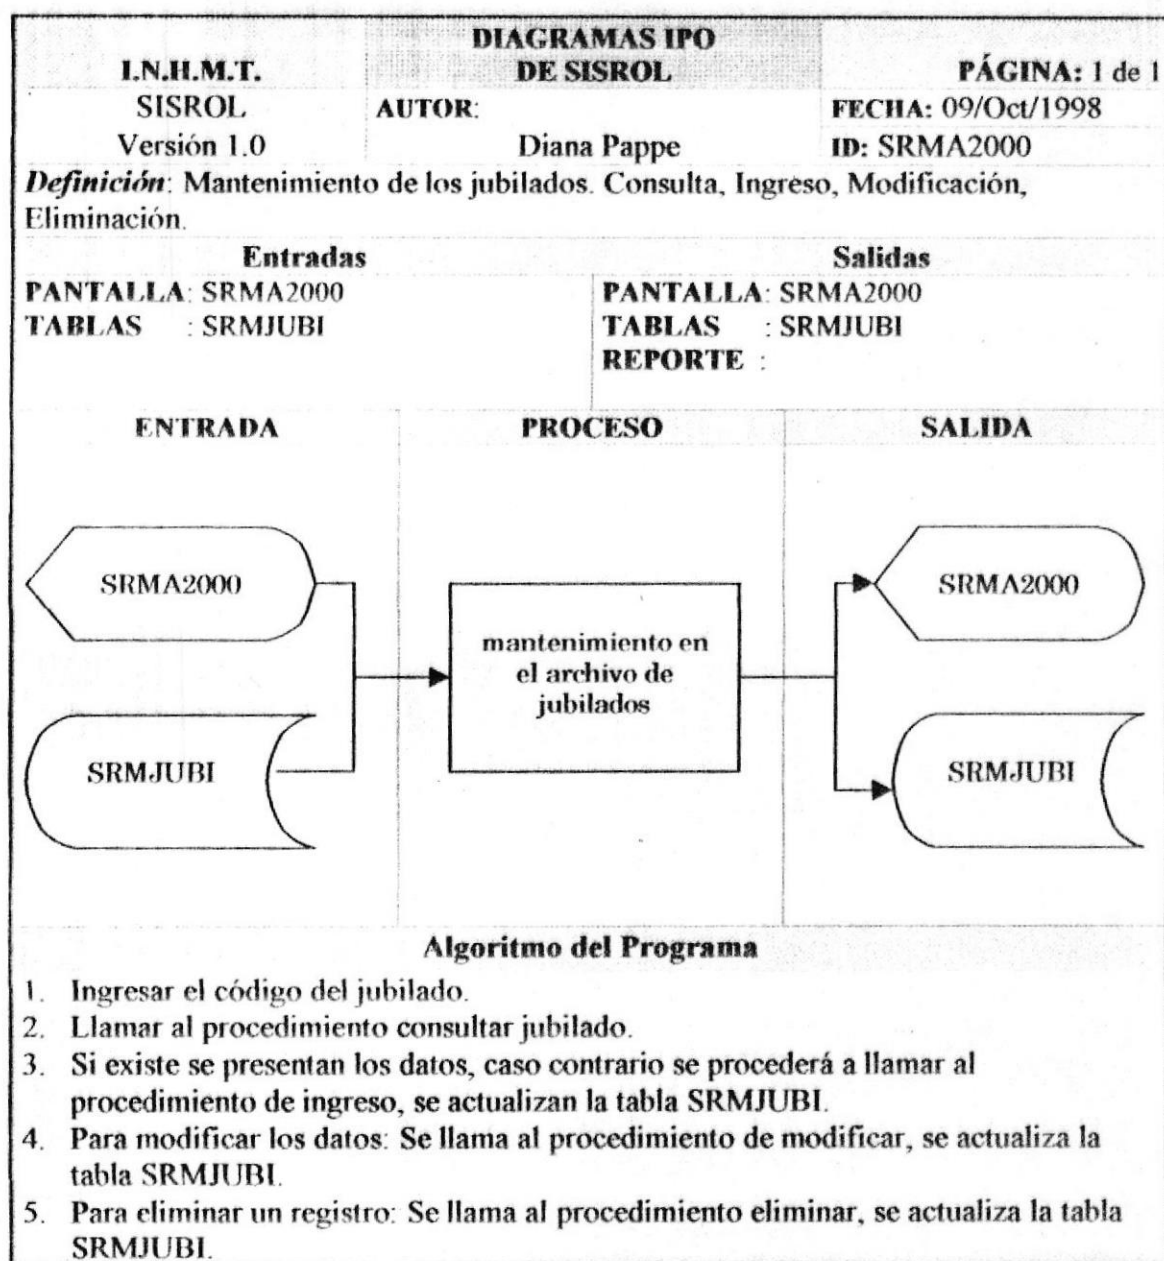 DIAGRAMAS IPO
I.N.H.M.T. DE SISROL PÁGINA: 1 de 1
SISROL AUTOR: FECHA: 09/Oct/1998
Versión 1.0 Diana Pappe ID: SRMA2000
Definición: Mantenimiento de los jubilados. Consulta, Ingreso, Modificación,
Eliminación.
Entradas Salidas
PANTALLA: SRMA2000 PANTALLA: SRMA2000
TABLAS : SRMJUBI TABLAS : SRMJUBI
REPORTE :
ENTRADA PROCESO SALIDA
SRMA2000 SRMA2000
mantenimiento en
el archivo de
jubilados
SRMJUBI SRMJUBI
Algoritmo del Programa
1. Ingresar el código del jubilado.
2. Llamar al procedimiento consultar jubilado.
3. Si existe se presentan los datos, caso contrario se procederá a llamar al
procedimiento de ingreso, se actualizan la tabla SRMJUBI.
4. Para modificar los datos: Se llama al procedimiento de modificar, se actualiza la
tabla SRMJUBI.
5. Para eliminar un registro: Se llama al procedimiento eliminar, se actualiza la tabla
SRMJUBI.